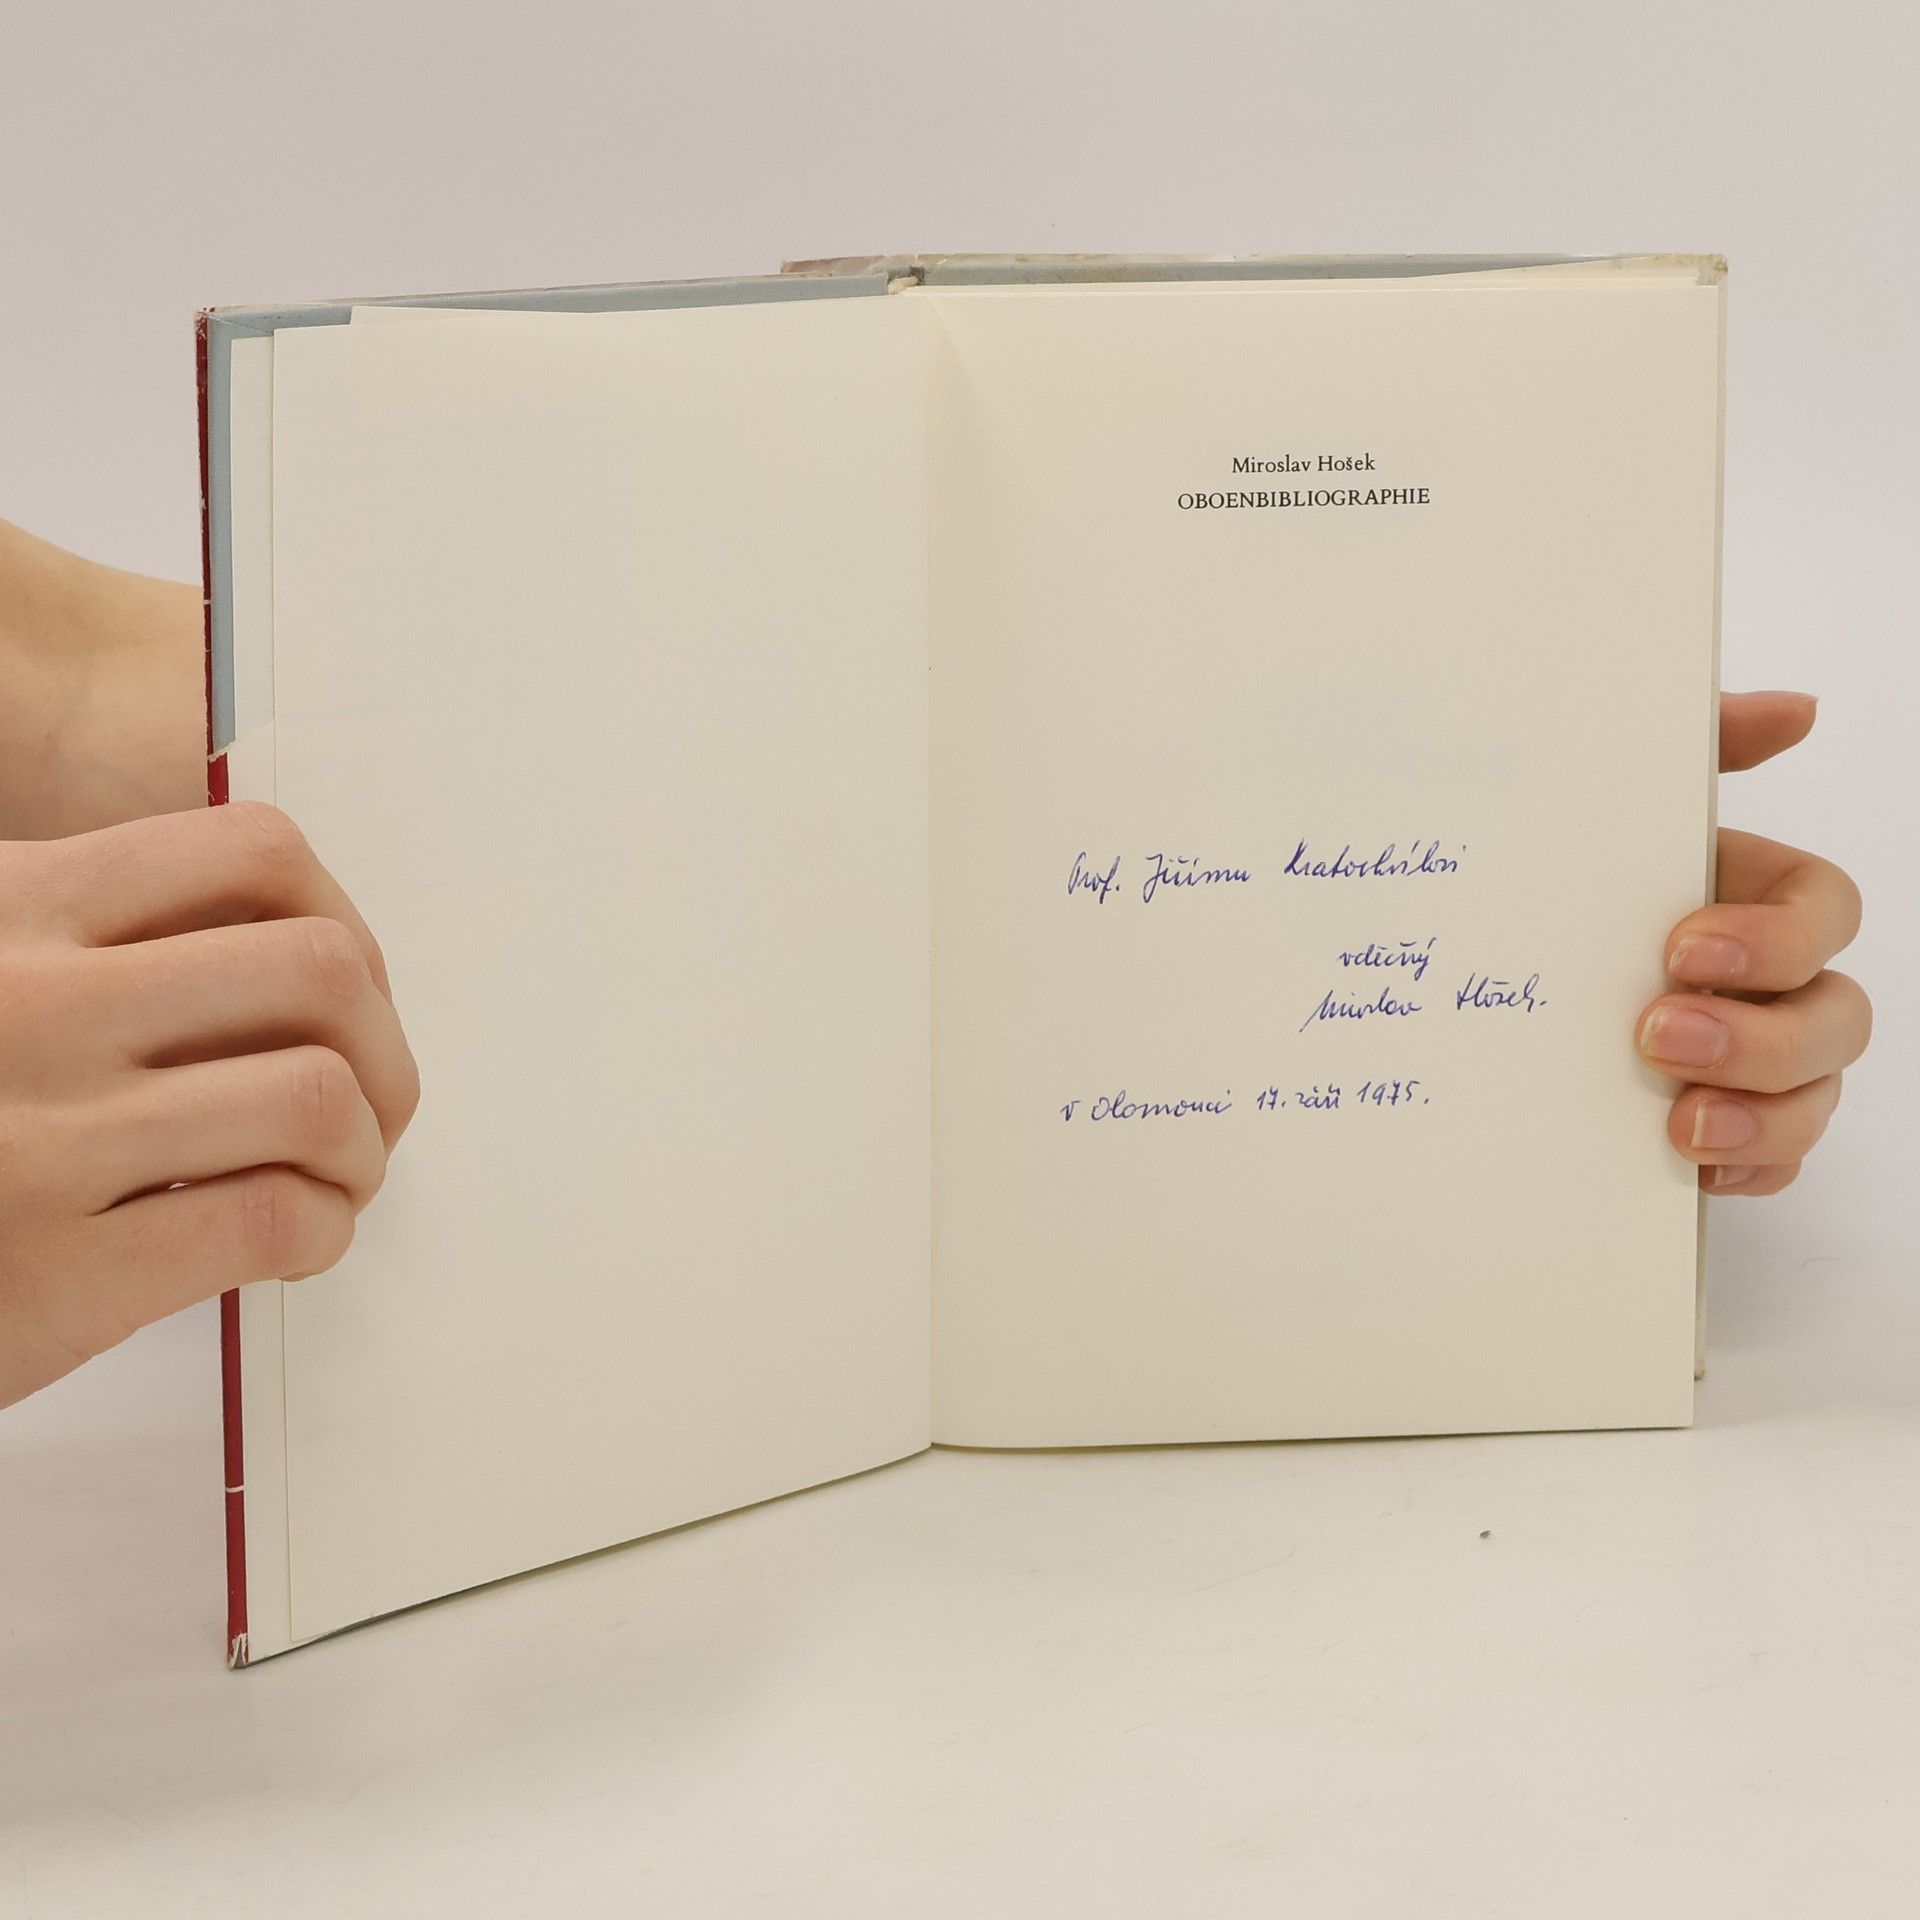 Miroslav Hošek
OBOENBIBLIOGRAPHIE
Prof. Jiřímu Kratochvílovi
vděčný
Miroslav Hošek.
V Olomouci 17. září 1975.